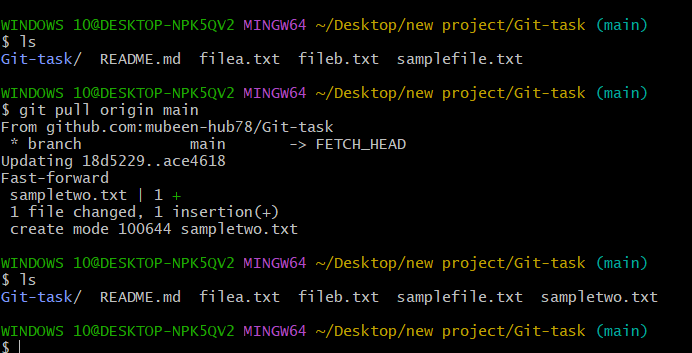 WINDOWS 10@DESKTOP-NPK5QV2 MINGW64 ~/Desktop/new project/Git-task (main)
$ ls
Git-task/  README.md  filea.txt  fileb.txt  samplefile.txt
WINDOWS 10@DESKTOP-NPK5QV2 MINGW64 ~/Desktop/new project/Git-task (main)
$ git pull origin main
From github.com:mubeen-hub78/Git-task
 * branch            main       -> FETCH_HEAD
Updating 18d5229..ace4618
Fast-forward
 sampletwo.txt | 1 +
 1 file changed, 1 insertion(+)
 create mode 100644 sampletwo.txt
WINDOWS 10@DESKTOP-NPK5QV2 MINGW64 ~/Desktop/new project/Git-task (main)
$ ls
Git-task/  README.md  filea.txt  fileb.txt  samplefile.txt  sampletwo.txt
WINDOWS 10@DESKTOP-NPK5QV2 MINGW64 ~/Desktop/new project/Git-task (main)
$